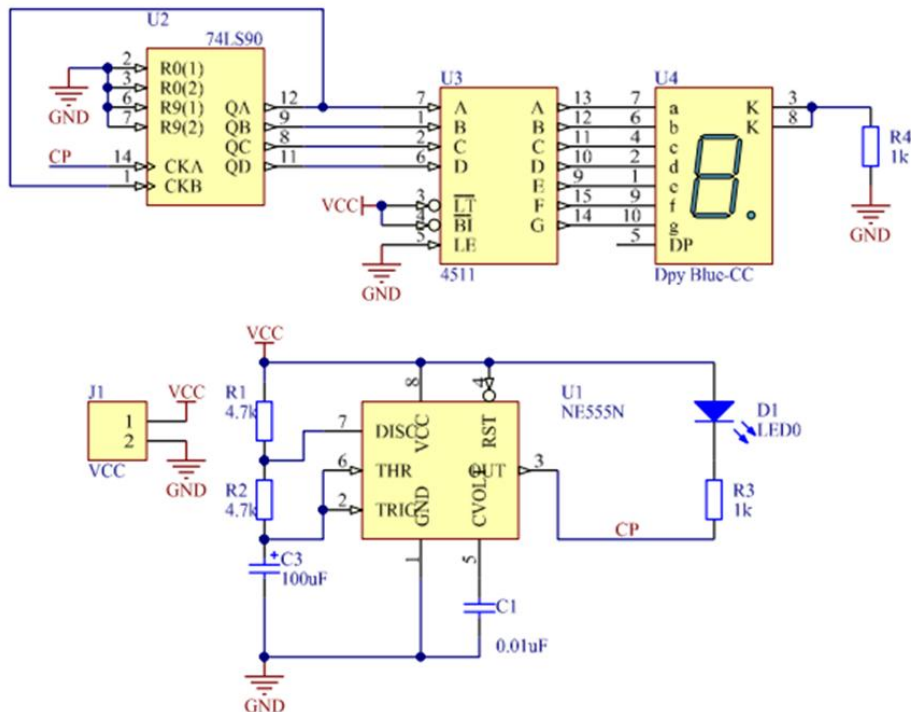 U2
74LS90
2 R0(1)
3 R0(2)
6 R9(1)
7 R9(2)
GND
CP 14 CKA
1 CKB
QA 12
QB 9
QC 8
QD 11
U3
7 A A 13
1 B B 12
2 C C 11
6 D D 10
E 9
F 15
G 14
VCC 3 LT
4 BI
5 LE
GND
4511
U4
7 a K 3
6 b K 8
4 c
2 d
1 e
9 f
10 g
5 DP
Dpy Blue-CC
R4
1k
GND
VCC
J1
VCC
1
2
VCC
GND
R1
4.7k
R2
4.7k
C3
+
100uF
GND
U1
NE555N
7 DISC
6 THR
2 TRIG
8 VCC
4 RST
OUT 3
1 GND
5 CVOLT
C1
0.01uF
CP
D1
LED0
R3
1k